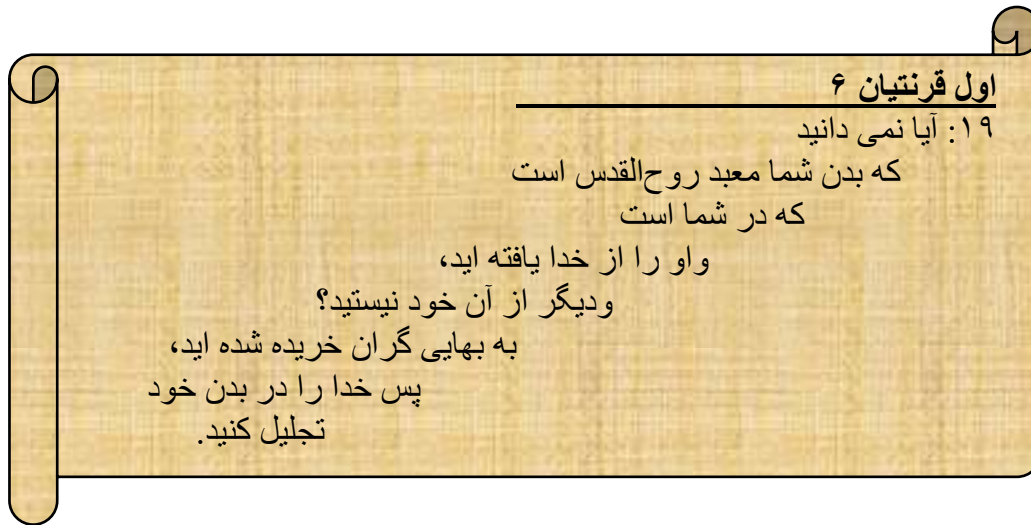 اول قرنتیان ۶
۱۹: آیا نمی دانید
که بدن شما معبد روح‌القدس است
که در شما است
واو را از خدا یافته اید،
ودیگر از آن خود نیستید؟
به بهایی گران خریده شده اید،
پس خدا را در بدن خود
تجلیل کنید.